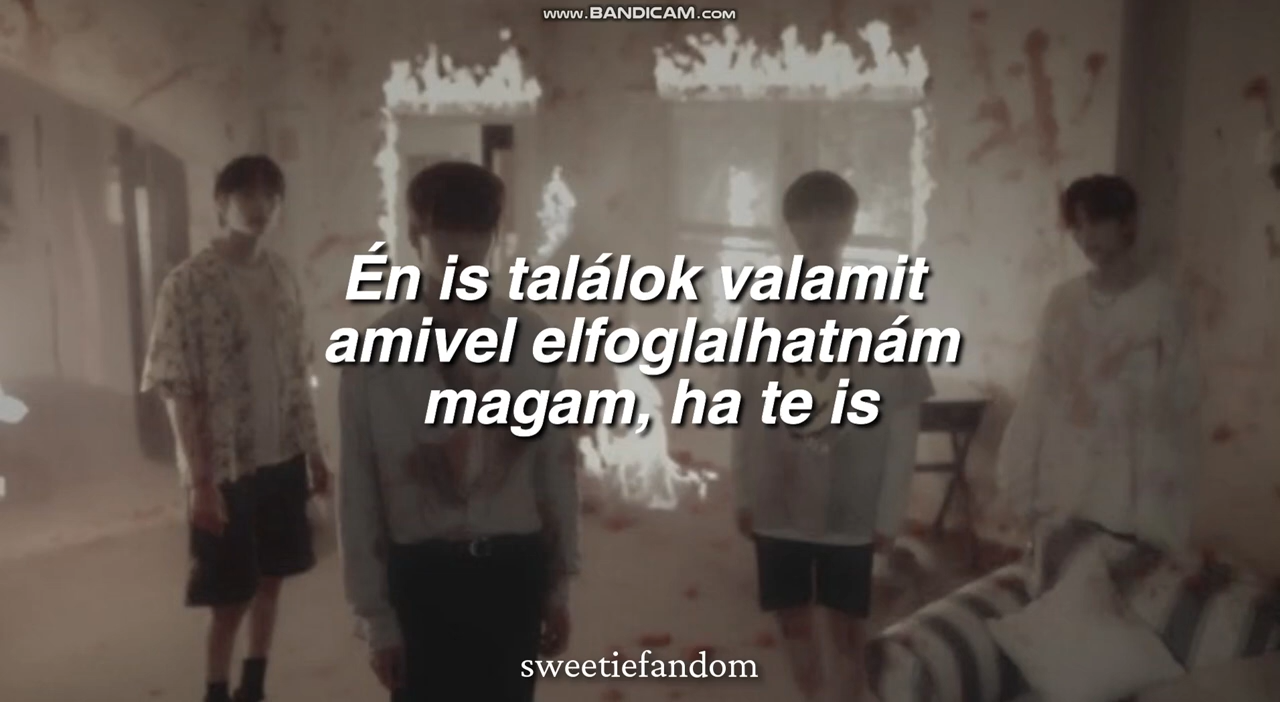 www.BANDICAM.com
Én is találok valamit
amivel elfoglalhatnám
magam, ha te is
sweetiefandom